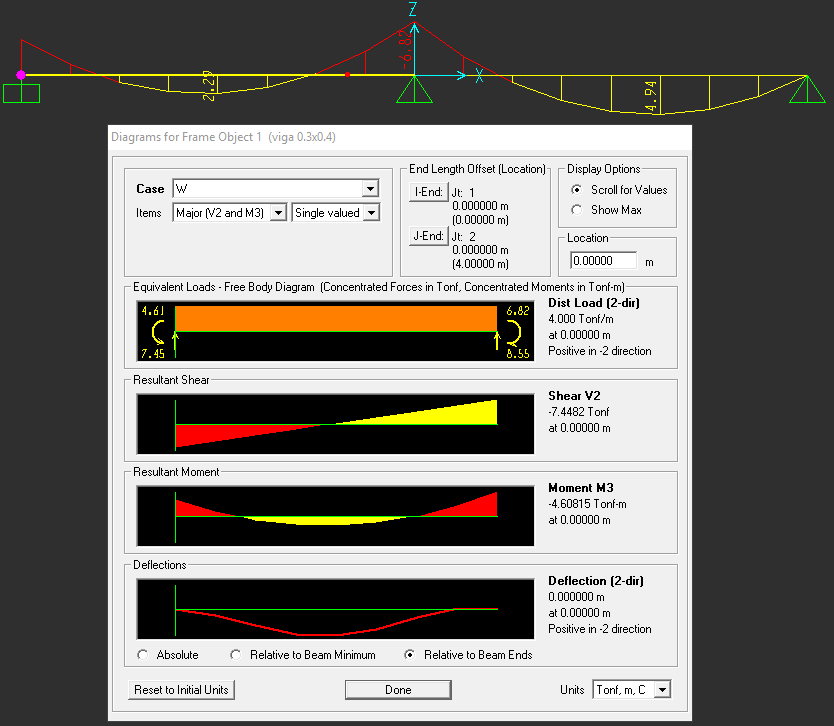 Z
-6.82
X
2.29
4.94
Diagrams for Frame Object 1 (viga 0.3x0.4)
Case W
Items Major (V2 and M3) Single valued
End Length Offset (Location)
I-End: Jt: 1
0.000000 m
(0.00000 m)
J-End: Jt: 2
0.000000 m
(4.00000 m)
Display Options
Scroll for Values
Show Max
Location
0.00000 m
Equivalent Loads - Free Body Diagram (Concentrated Forces in Tonf, Concentrated Moments in Tonf-m)
4.61 6.82
7.45 8.55
Dist Load (2-dir)
4.000 Tonf/m
at 0.00000 m
Positive in -2 direction
Resultant Shear
Shear V2
-7.4482 Tonf
at 0.00000 m
Resultant Moment
Moment M3
-4.60815 Tonf-m
at 0.00000 m
Deflections
Deflection (2-dir)
0.000000 m
at 0.00000 m
Positive in -2 direction
Absolute Relative to Beam Minimum Relative to Beam Ends
Reset to Initial Units Done Units Tonf, m, C